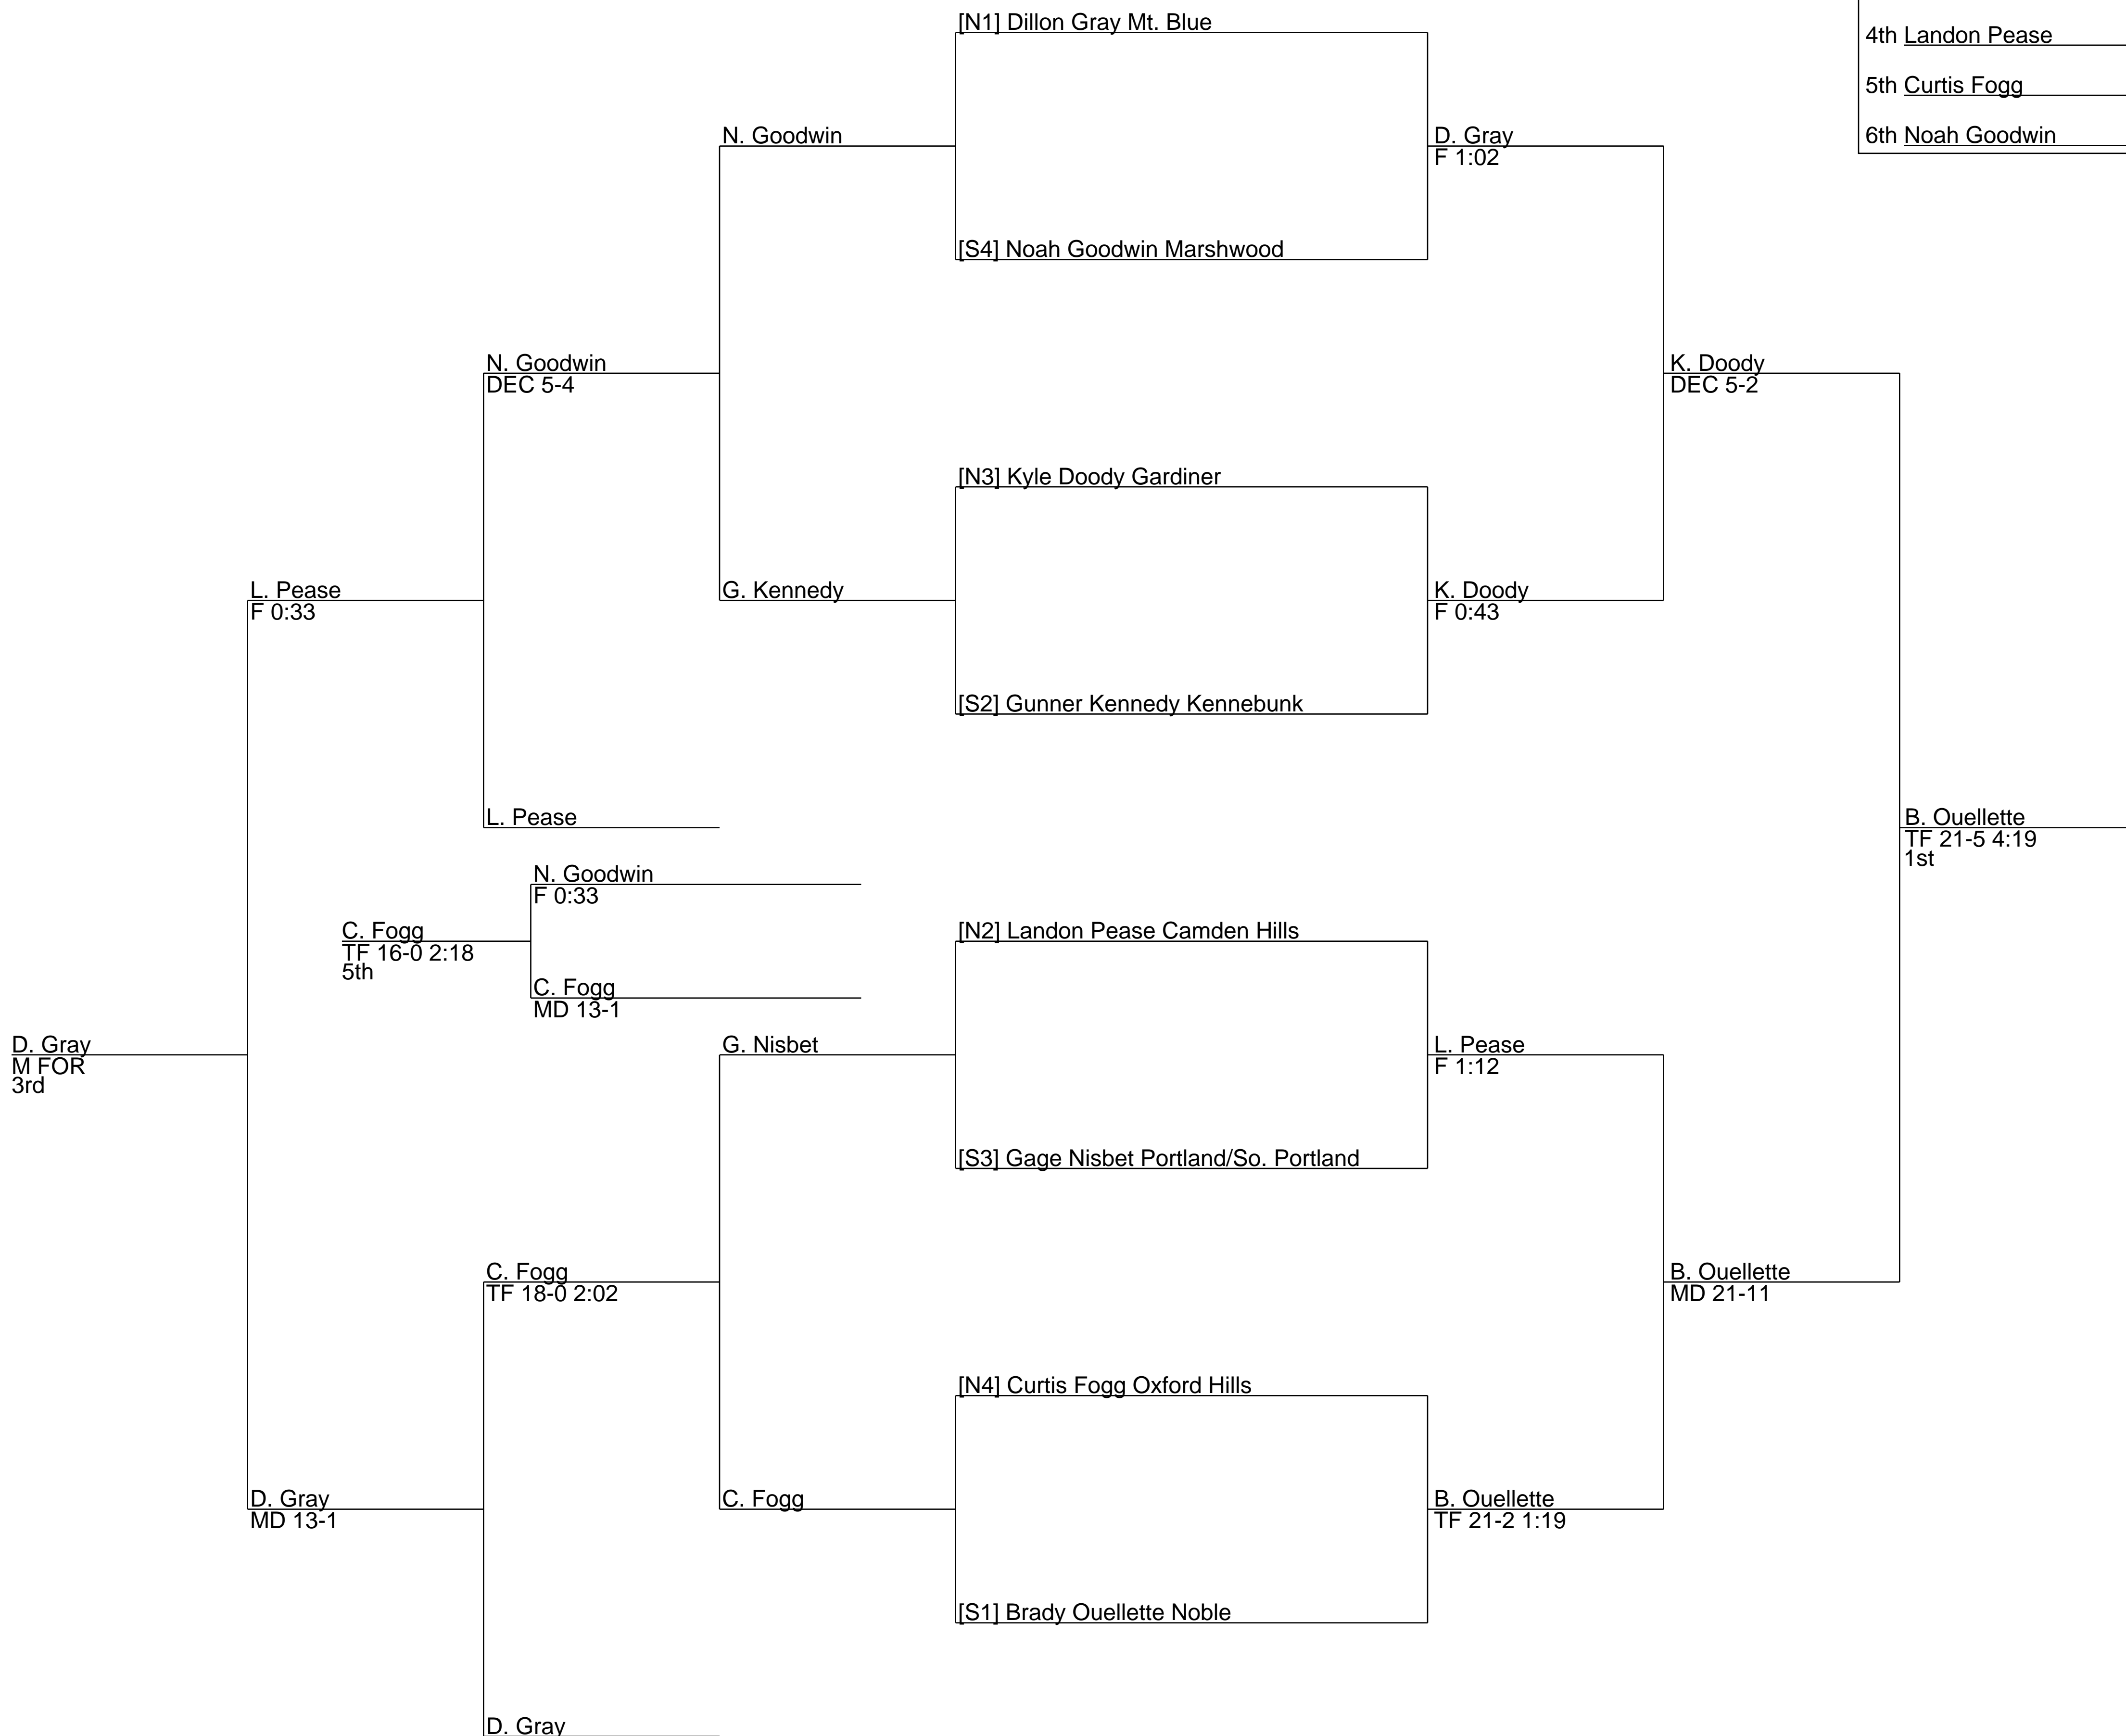 [N1] Dillon Gray Mt. Blue
4th Landon Pease
5th Curtis Fogg
6th Noah Goodwin
N. Goodwin
D. Gray
F 1:02
[S4] Noah Goodwin Marshwood
N. Goodwin
DEC 5-4
K. Doody
DEC 5-2
[N3] Kyle Doody Gardiner
L. Pease
F 0:33
G. Kennedy
K. Doody
F 0:43
[S2] Gunner Kennedy Kennebunk
L. Pease
B. Ouellette
TF 21-5 4:19
1st
N. Goodwin
F 0:33
C. Fogg
TF 16-0 2:18
5th
[N2] Landon Pease Camden Hills
C. Fogg
MD 13-1
D. Gray
M FOR
3rd
G. Nisbet
L. Pease
F 1:12
[S3] Gage Nisbet Portland/So. Portland
C. Fogg
TF 18-0 2:02
B. Ouellette
MD 21-11
[N4] Curtis Fogg Oxford Hills
D. Gray
MD 13-1
C. Fogg
B. Ouellette
TF 21-2 1:19
[S1] Brady Ouellette Noble
D. Gray